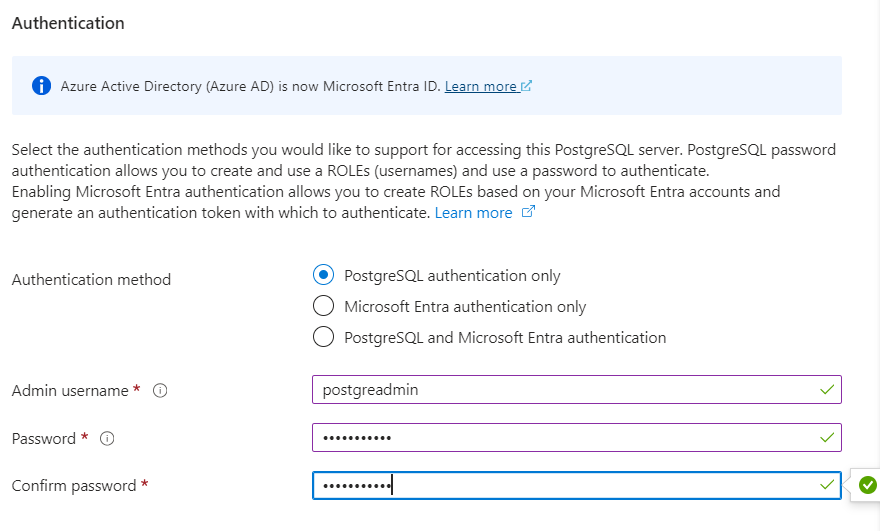 Authentication
Azure Active Directory (Azure AD) is now Microsoft Entra ID. Learn more
Select the authentication methods you would like to support for accessing this PostgreSQL server. PostgreSQL password
authentication allows you to create and use a ROLEs (usernames) and use a password to authenticate.
Enabling Microsoft Entra authentication allows you to create ROLEs based on your Microsoft Entra accounts and
generate an authentication token with which to authenticate. Learn more
Authentication method
PostgreSQL authentication only
Microsoft Entra authentication only
PostgreSQL and Microsoft Entra authentication
Admin username *
postgreadmin
Password *
•••••••••••
Confirm password *
•••••••••••